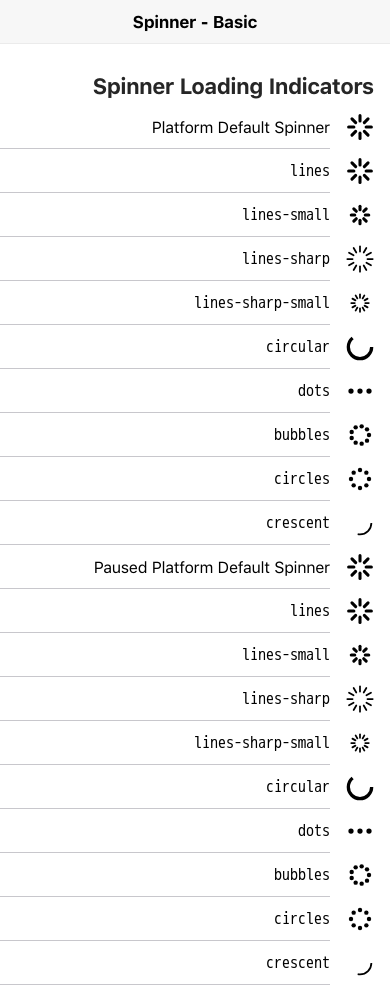 Spinner - Basic
Spinner Loading Indicators
Platform Default Spinner
lines
lines-small
lines-sharp
lines-sharp-small
circular
dots
bubbles
circles
crescent
Paused Platform Default Spinner
lines
lines-small
lines-sharp
lines-sharp-small
circular
dots
bubbles
circles
crescent